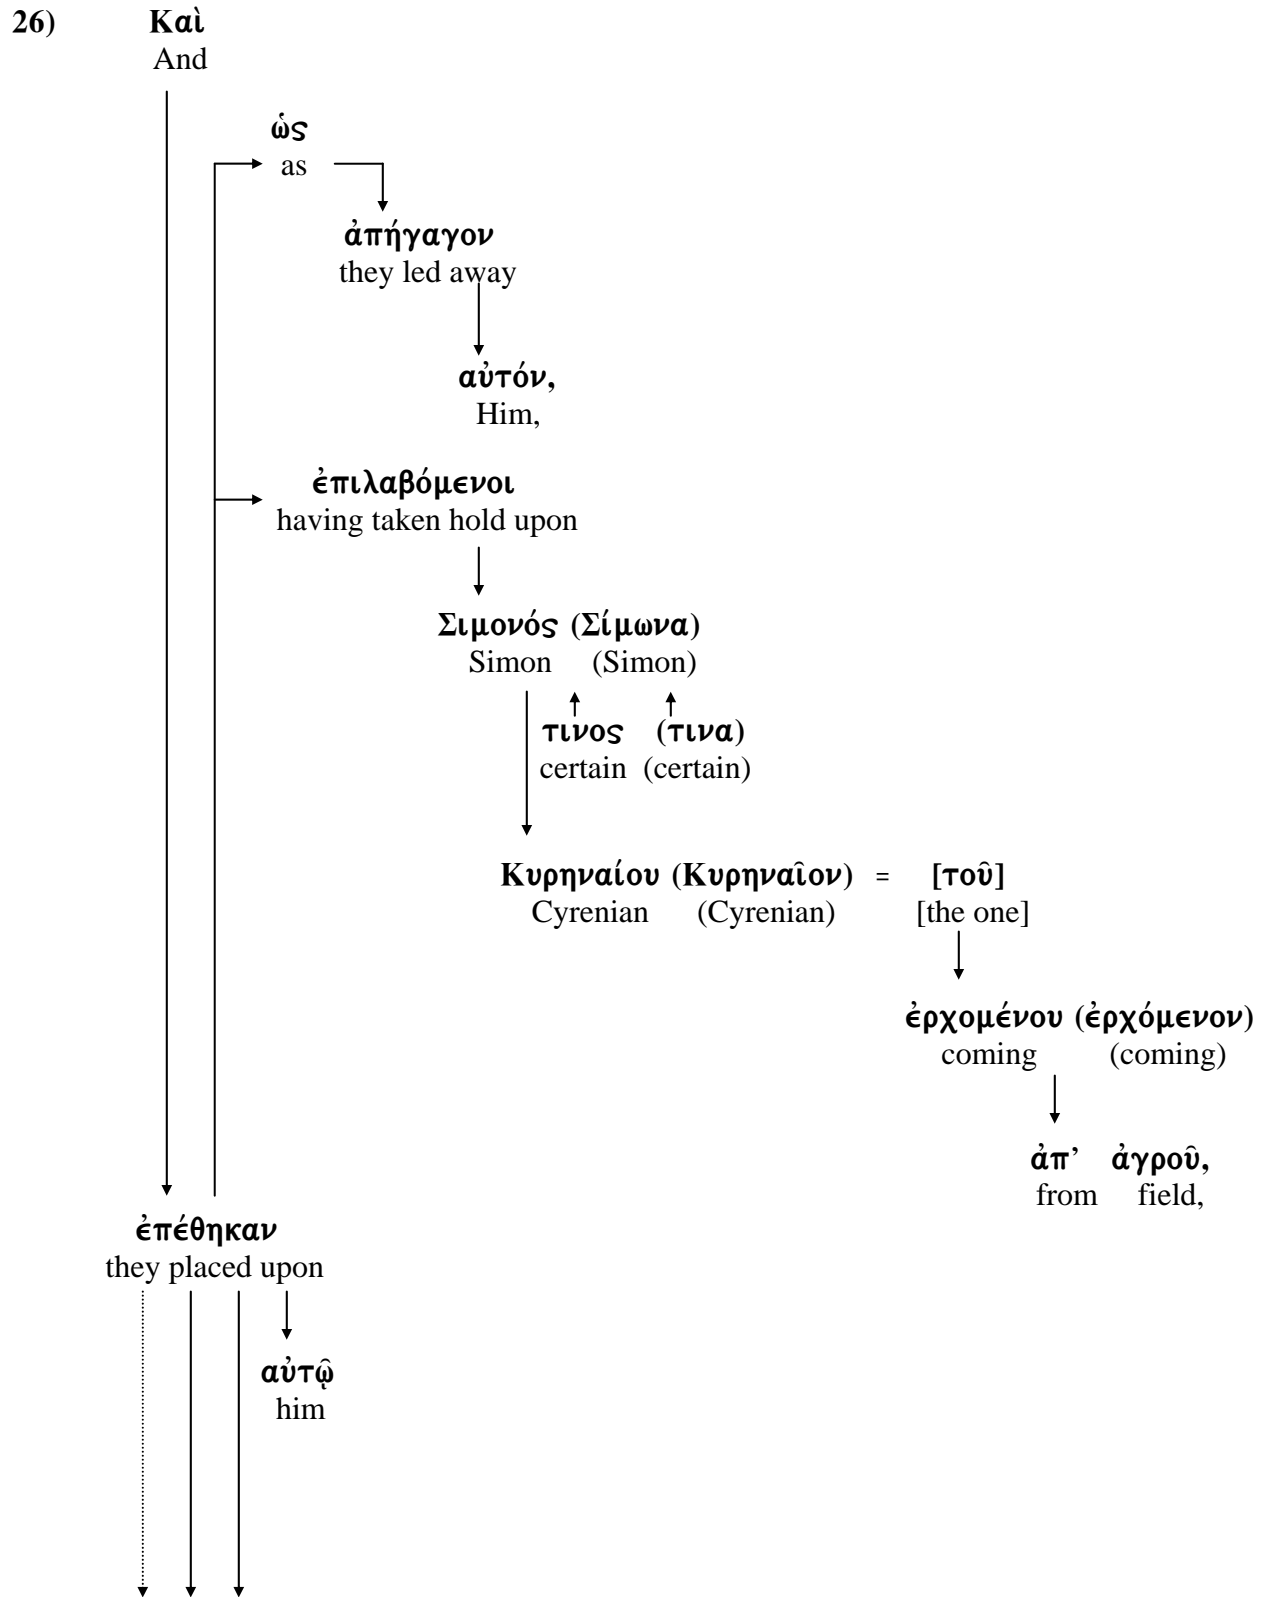 26) Καὶ
And
ὡς
as
ἀπήγαγον
they led away
αὐτόν,
Him,
ἐπιλαβόμενοι
having taken hold upon
Σιμονός (Σίμωνα)
Simon (Simon)
τινος (τινα)
certain (certain)
Κυρηναίου (Κυρηναῖον) = [τοῦ]
Cyrenian (Cyrenian) [the one]
ἐρχομένου (ἐρχόμενον)
coming (coming)
ἀπ’ ἀγροῦ,
from field,
ἐπέθηκαν
they placed upon
αὐτῷ
him